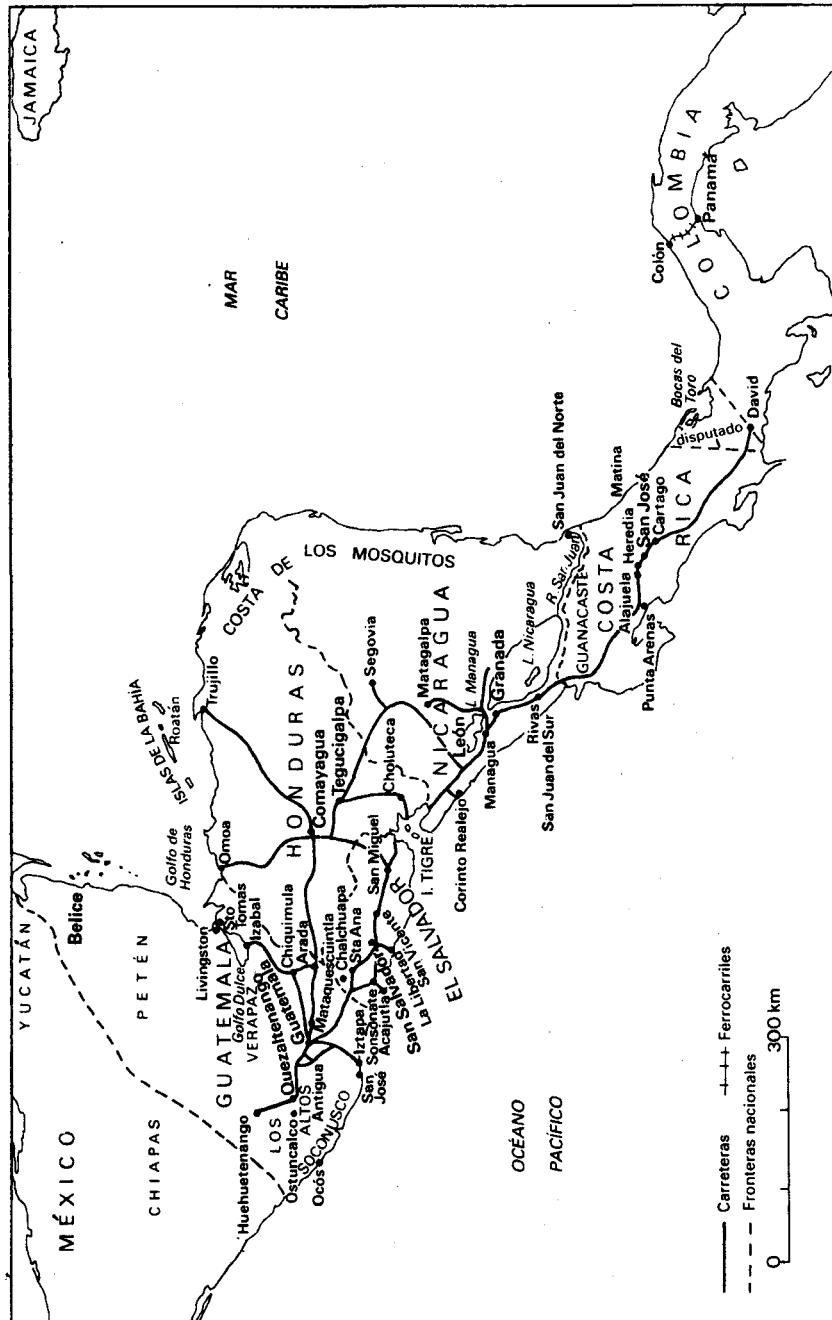 JAMAICA
YUCATÁN
MÉXICO
CHIAPAS
PETÉN
Belice
Golfo de
Honduras
ISLAS DE LA BAHÍA
Roatán
MAR
CARIBE
GUATEMALA
VERAPAZ
Golfo Dulce
Livingston
Sto
Tomas
Izabal
Omoa
Trujillo
Huehuetenango
Quezaltenango
Ostuncalco
LOS
ALTOS
SOCONUSCO
Ocós
Antigua
Guatemala
Chiquimula
Arada
Mataquescuintla
Chalchuapa
Sta Ana
San
José
Iztapa
Sonsonate
Acajutla
San Salvador
La Libertad
San Vicente
San Miguel
EL SALVADOR
I. TIGRE
HONDURAS
Comayagua
Tegucigalpa
Choluteca
COSTA DE
LOS MOSQUITOS
NICARAGUA
Segovia
Matagalpa
León
L. Managua
Corinto Realejo
Managua
Granada
L. Nicaragua
Rivas
San Juan del Sur
R. San Juan
San Juan del Norte
GUANACASTE
COSTA
RICA
Punta Arenas
Alajuela
Heredia
San José
Cartago
Matina
Bocas del
Toro
disputado
David
COLOMBIA
Colón
Panamá
OCÉANO
PACÍFICO
Carreteras
Ferrocarriles
Fronteras nacionales
0
300 km